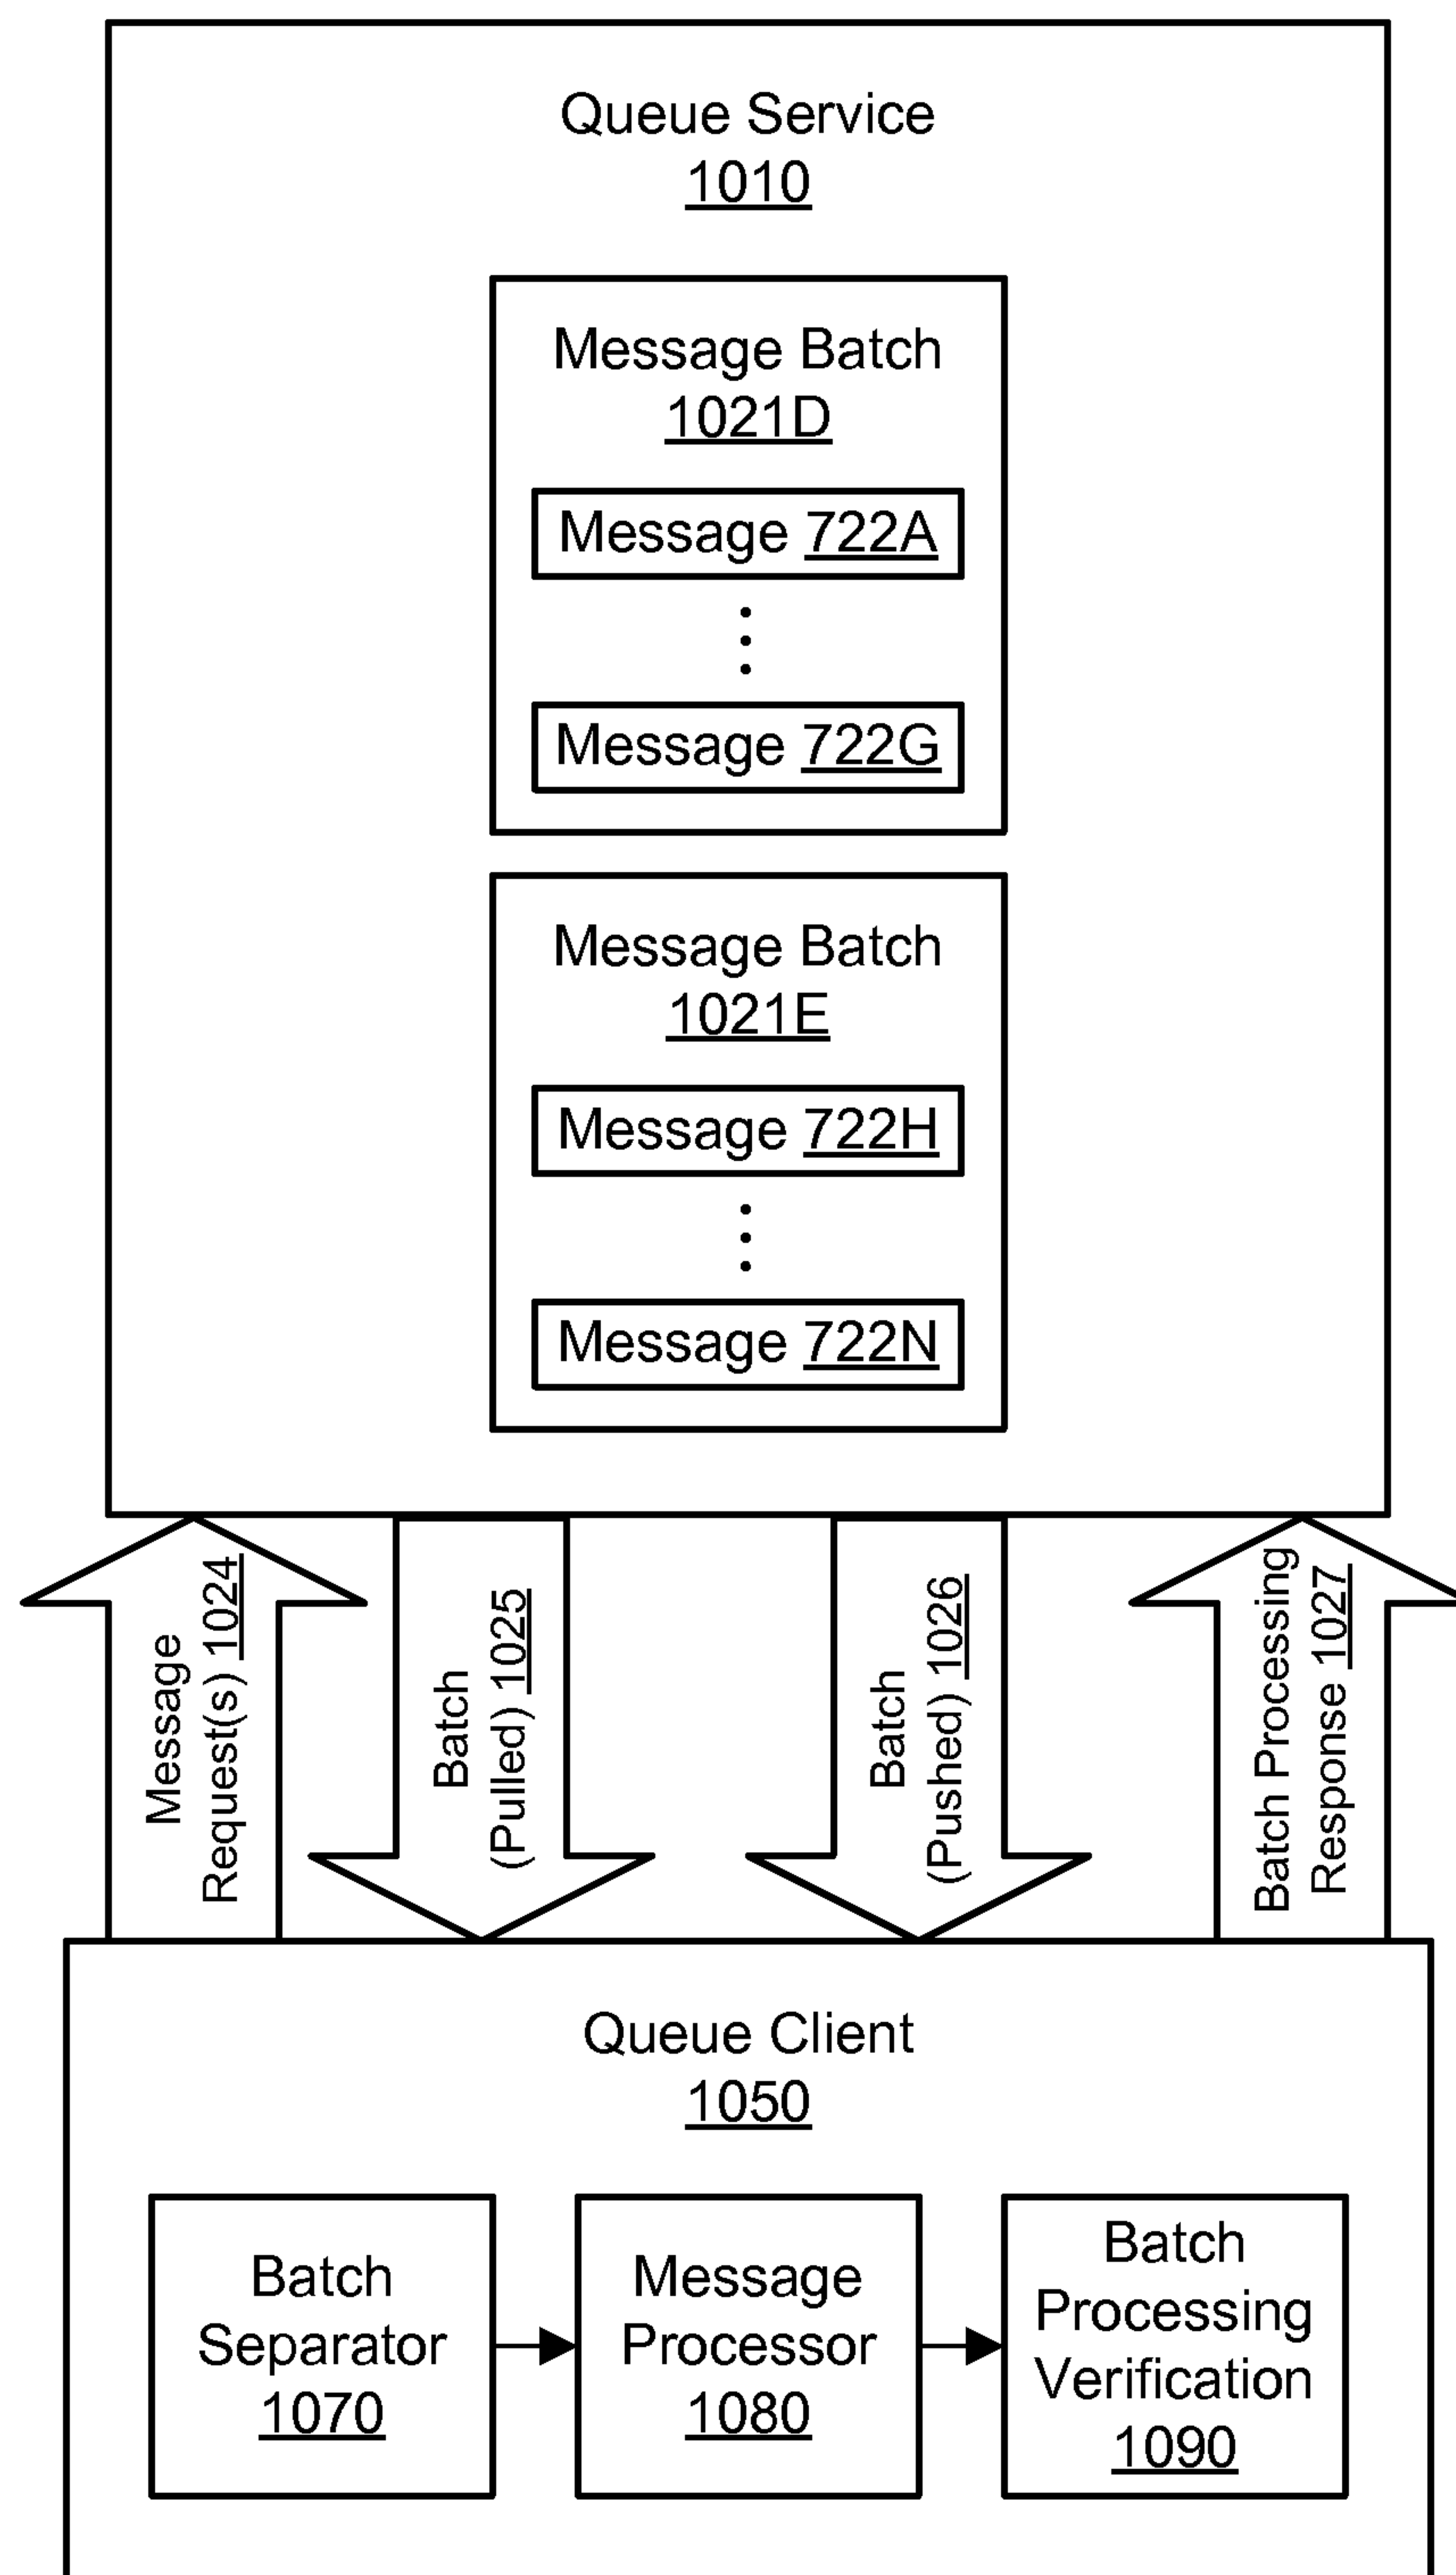 Queue Service
1010
Message Batch
1021D
Message 722A
Message 722G
Message Batch
1021E
Message 722H
Message 722N
Message
Request(s) 1024
Batch
(Pulled) 1025
Batch
(Pushed) 1026
Batch Processing
Response 1027
Queue Client
1050
Batch
Separator
1070
Message
Processor
1080
Batch
Processing
Verification
1090